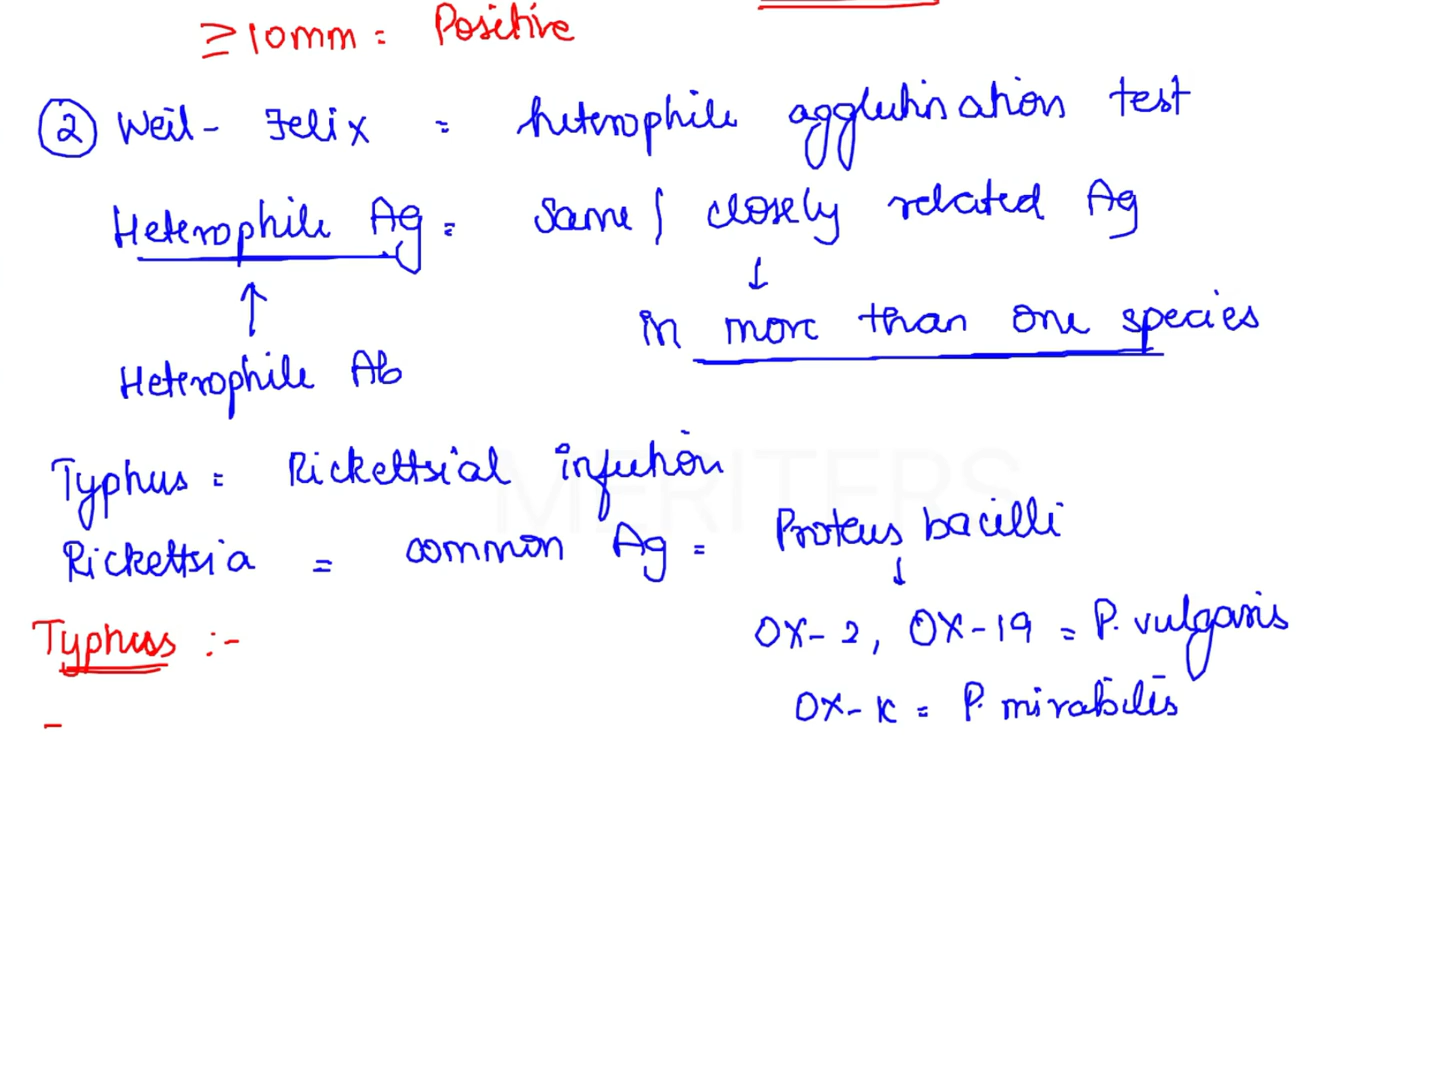 ≥10mm = Positive
② Weil-Felix = heterophile agglutination test
Heterophile Ag = same / closely related Ag
↓
↑ in more than one species
Heterophile Ab
Typhus = Rickettsial infection
MERITERS
Rickettsia = common Ag = Proteus bacilli
↓
OX-2, OX-19 = P. vulgaris
Typhus :-
OX-K = P. mirabilis
-